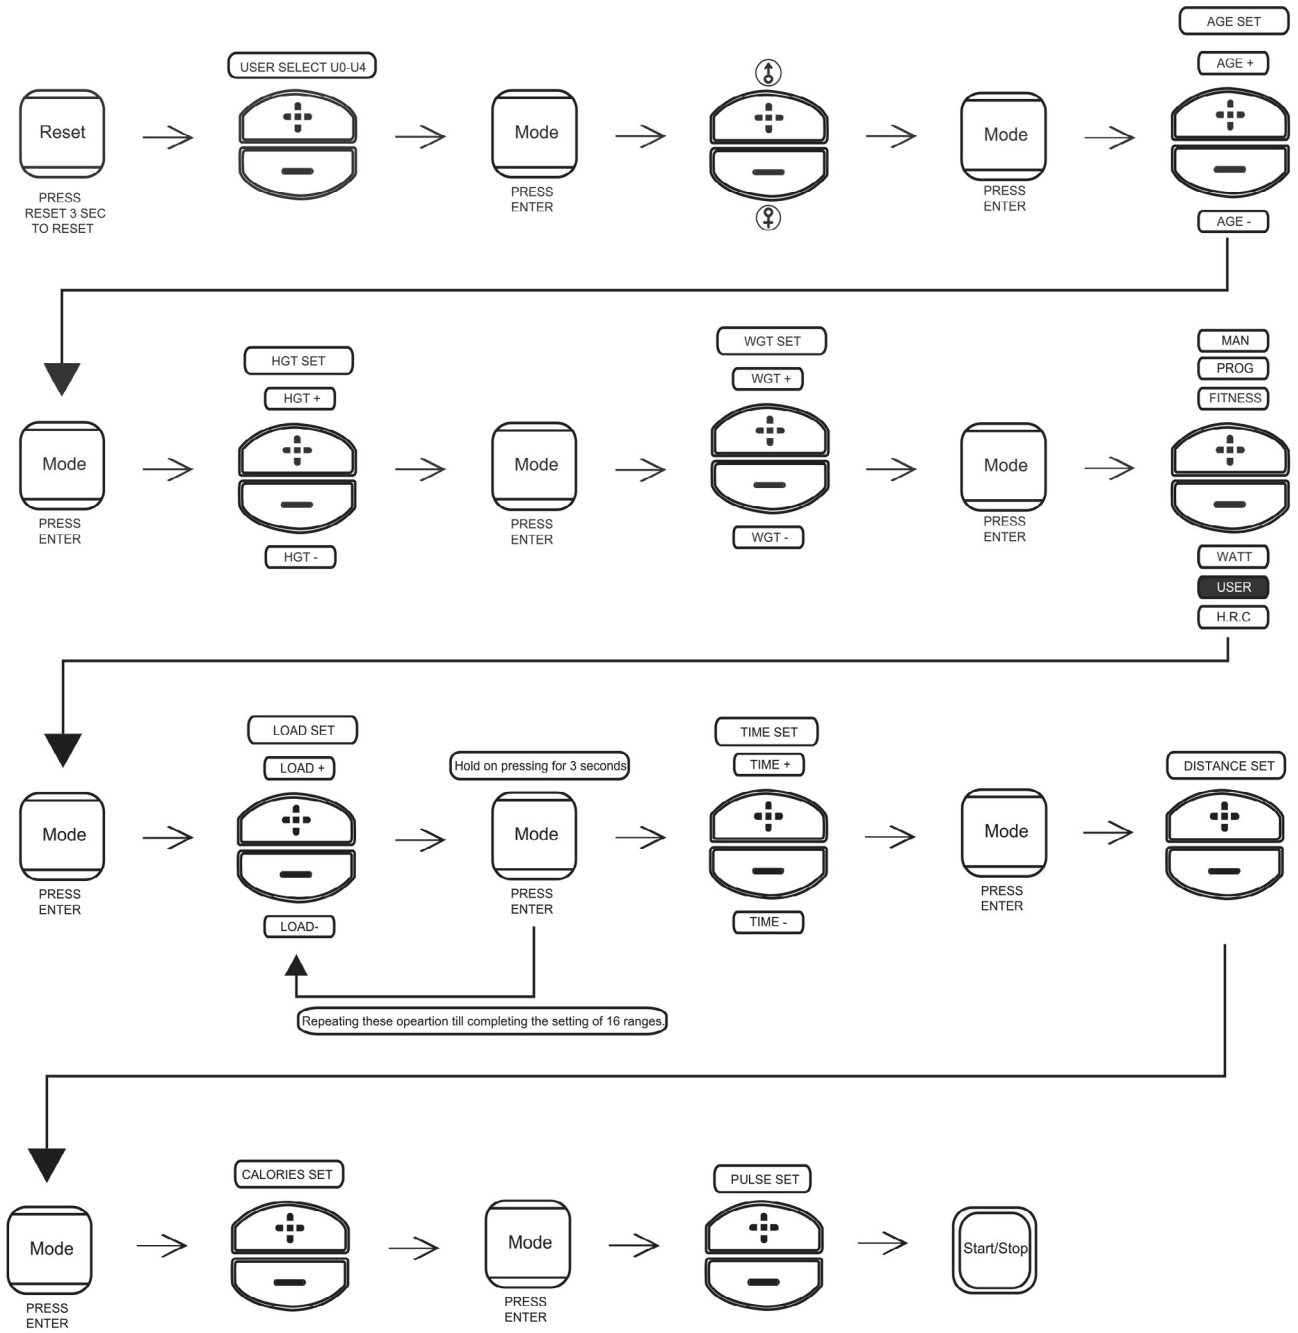 AGE SET
USER SELECT U0-U4
AGE +
Reset
Mode
Mode
PRESS
RESET 3 SEC
TO RESET
PRESS
ENTER
PRESS
ENTER
AGE -
HGT SET
HGT +
WGT SET
WGT +
MAN
PROG
FITNESS
Mode
Mode
Mode
PRESS
ENTER
HGT -
PRESS
ENTER
WGT -
PRESS
ENTER
WATT
USER
H.R.C
LOAD SET
LOAD +
Hold on pressing for 3 seconds
TIME SET
TIME +
DISTANCE SET
Mode
Mode
Mode
PRESS
ENTER
LOAD-
PRESS
ENTER
TIME -
PRESS
ENTER
Repeating these opeartion till completing the setting of 16 ranges.
CALORIES SET
PULSE SET
Mode
Mode
Start/Stop
PRESS
ENTER
PRESS
ENTER